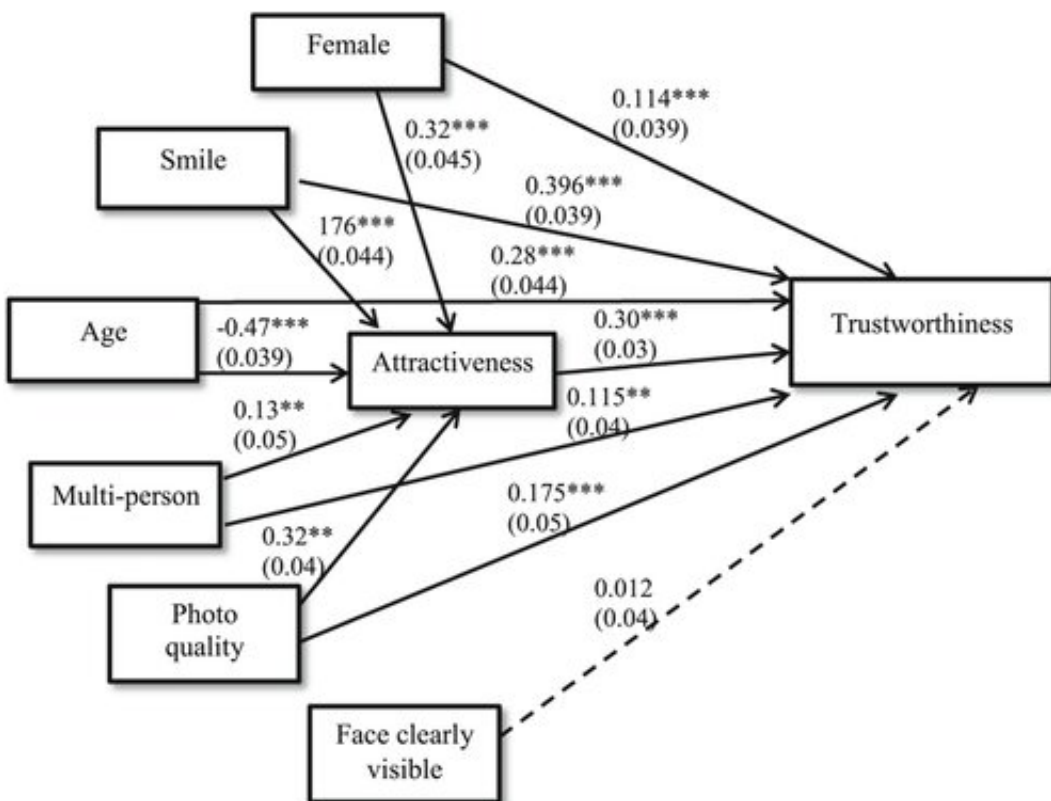 Female
0.114***
(0.039)
0.32***
(0.045)
Smile
0.396***
(0.039)
176***
(0.044)
0.28***
(0.044)
Age
-0.47***
(0.039)
Attractiveness
0.30***
(0.03)
Trustworthiness
0.13**
(0.05)
0.115**
(0.04)
Multi-person
0.175***
(0.05)
0.32**
(0.04)
Photo
quality
0.012
(0.04)
Face clearly
visible